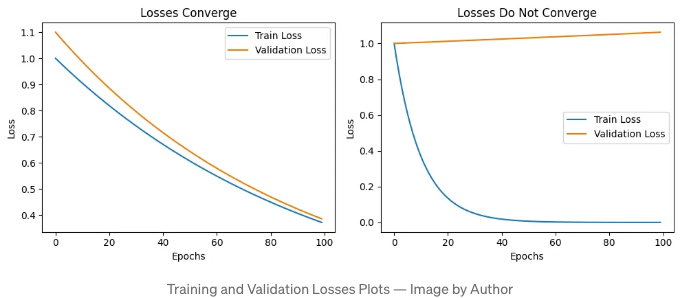 Losses Converge
Train Loss
Validation Loss
1.1
1.0
0.9
0.8
0.7
0.6
0.5
0.4
Loss
0 20 40 60 80 100
Epochs
Losses Do Not Converge
Train Loss
Validation Loss
1.0
0.8
0.6
0.4
0.2
0.0
Loss
0 20 40 60 80 100
Epochs
Training and Validation Losses Plots — Image by Author